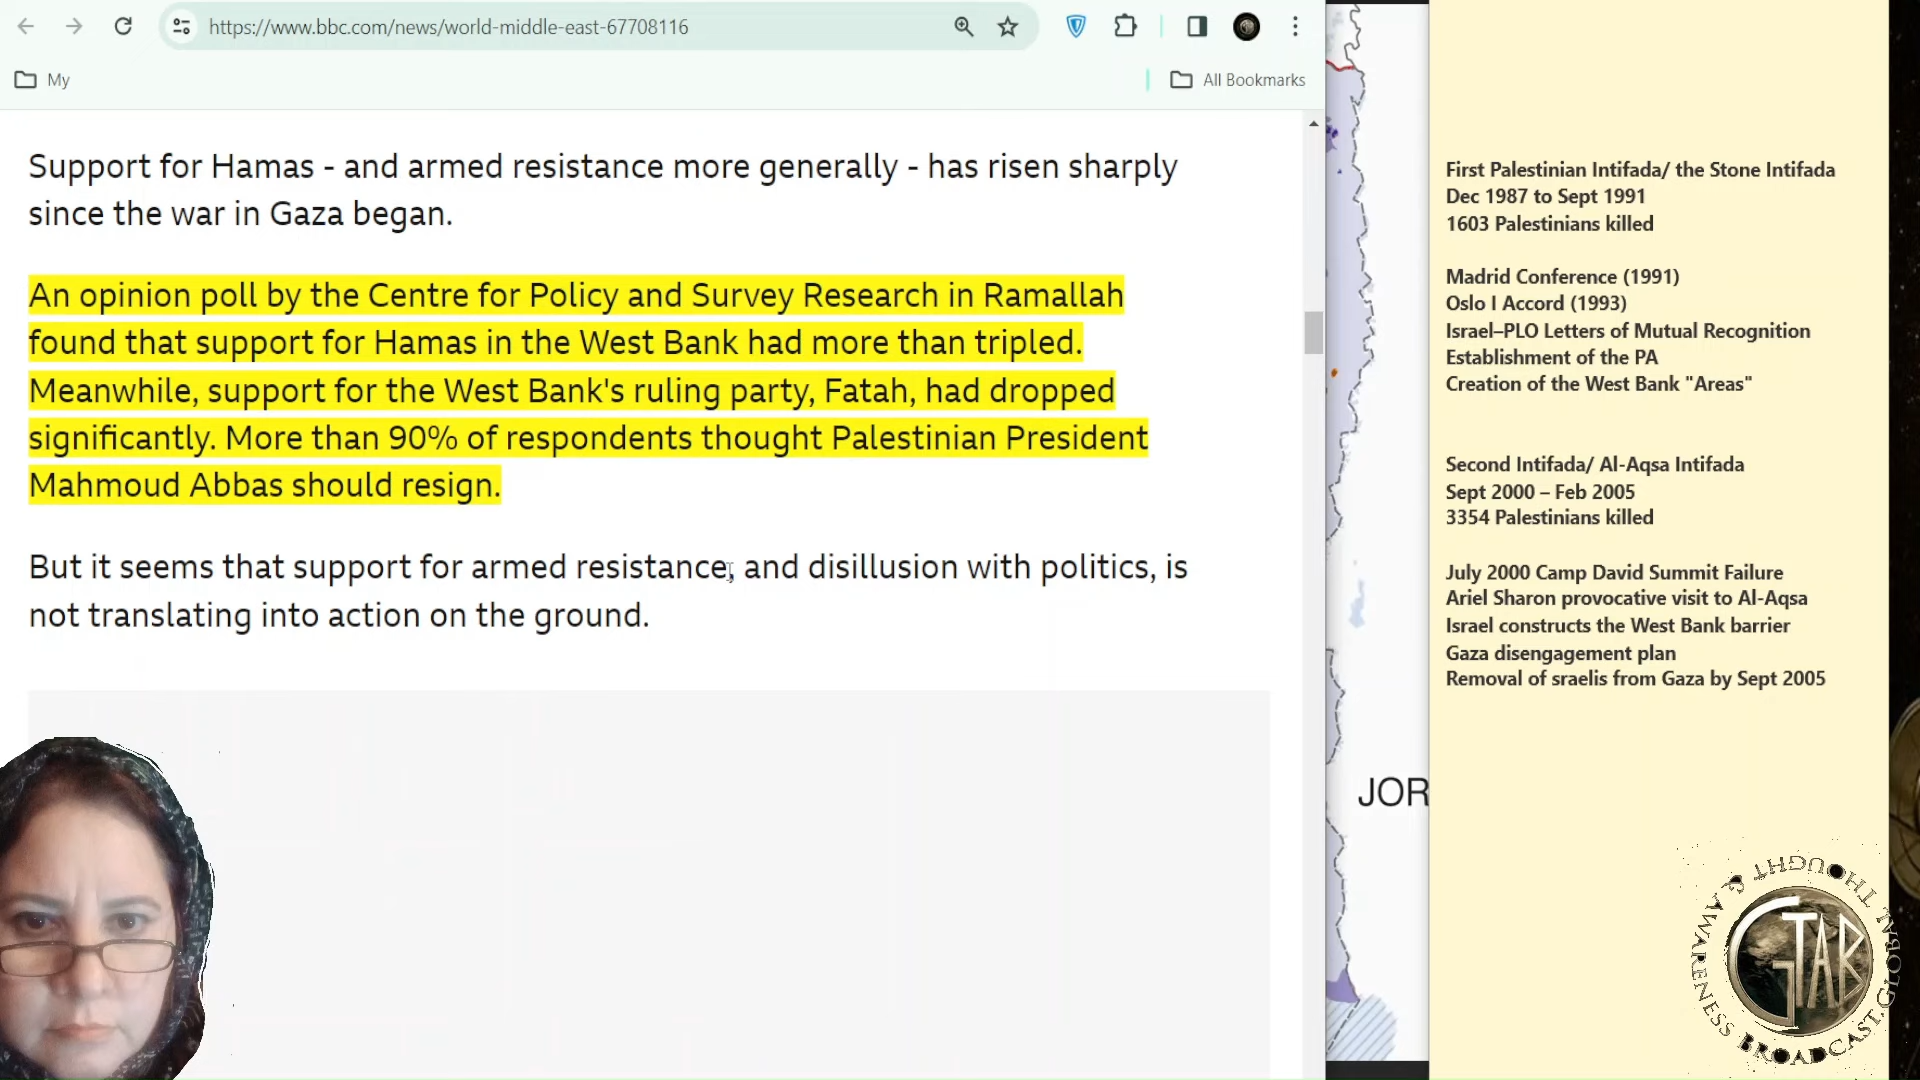 https://www.bbc.com/news/world-middle-east-67708116
My
All Bookmarks
Support for Hamas - and armed resistance more generally - has risen sharply
since the war in Gaza began.
An opinion poll by the Centre for Policy and Survey Research in Ramallah
found that support for Hamas in the West Bank had more than tripled.
Meanwhile, support for the West Bank's ruling party, Fatah, had dropped
significantly. More than 90% of respondents thought Palestinian President
Mahmoud Abbas should resign.
But it seems that support for armed resistance, and disillusion with politics, is
not translating into action on the ground.
JOR
First Palestinian Intifada/ the Stone Intifada
Dec 1987 to Sept 1991
1603 Palestinians killed
Madrid Conference (1991)
Oslo I Accord (1993)
Israel–PLO Letters of Mutual Recognition
Establishment of the PA
Creation of the West Bank "Areas"
Second Intifada/ Al-Aqsa Intifada
Sept 2000 – Feb 2005
3354 Palestinians killed
July 2000 Camp David Summit Failure
Ariel Sharon provocative visit to Al-Aqsa
Israel constructs the West Bank barrier
Gaza disengagement plan
Removal of sraelis from Gaza by Sept 2005
GLOBAL THOUGHT & AWARENESS BROADCAST
GTAB